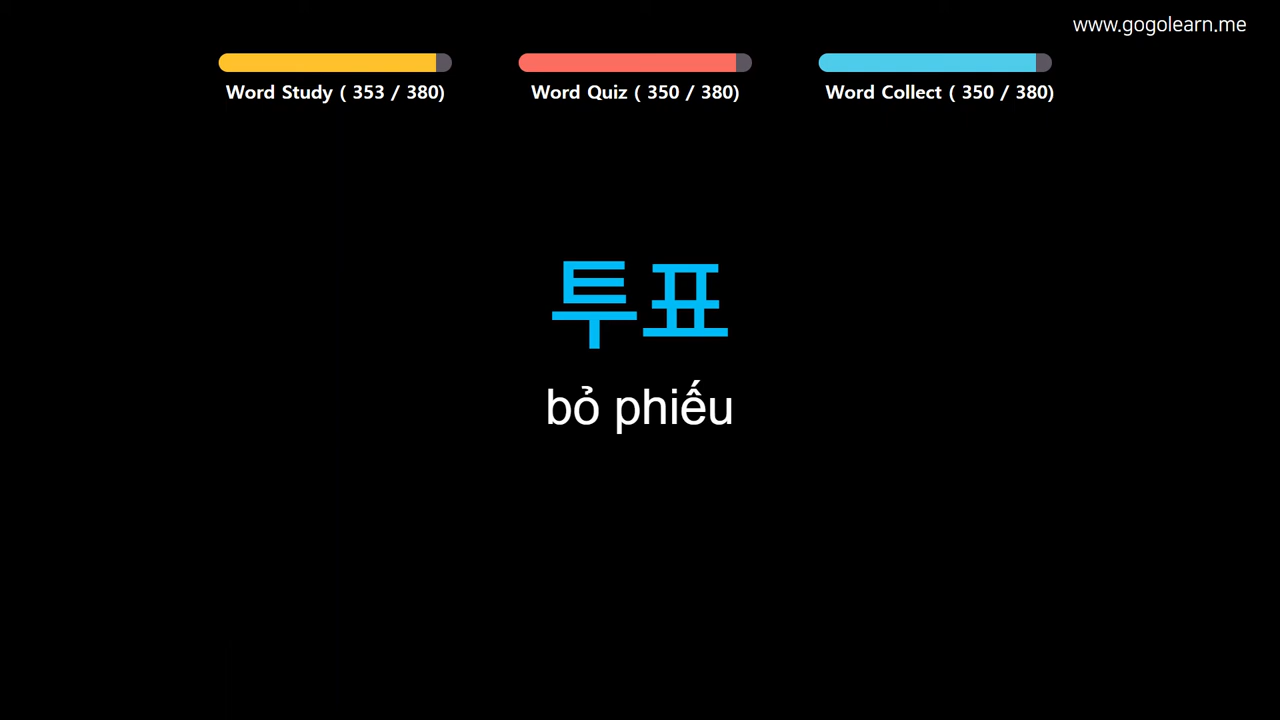 www.gogolearn.me
Word Study ( 353 / 380)
Word Quiz ( 350 / 380)
Word Collect ( 350 / 380)
투표
bỏ phiếu